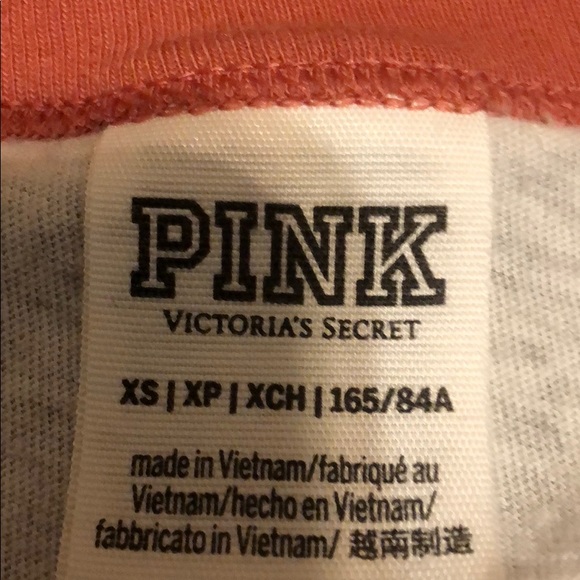 PINK
VICTORIA'S SECRET
XS | XP | XCH | 165/84A
made in Vietnam/fabriqué au
Vietnam/hecho en Vietnam/
fabbricato in Vietnam/ 越南制造